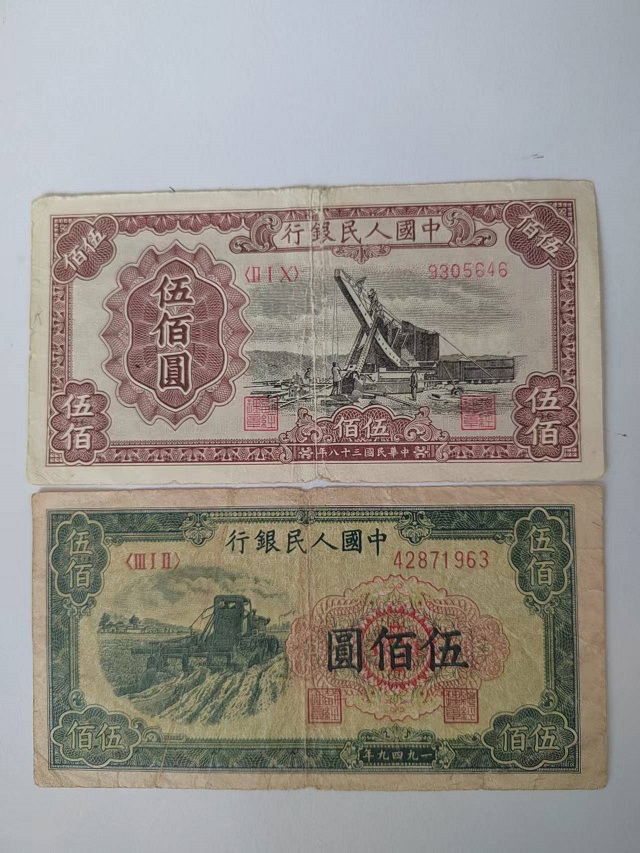 伍佰
中國人民銀行
伍佰
〈II I X〉
9305646
伍佰圓
伍佰
伍佰
伍佰
中華民國三十八年
伍佰
中國人民銀行
伍佰
〈III I II〉
42871963
伍佰圓
伍佰
一九四九年
伍佰